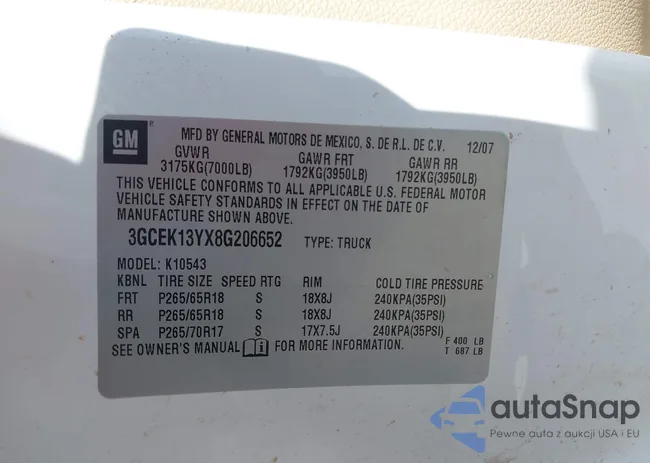 GM
MFD BY GENERAL MOTORS DE MEXICO, S. DE R.L. DE C.V. 12/07
GVWR GAWR FRT GAWR RR
3175KG(7000LB) 1792KG(3950LB) 1792KG(3950LB)
THIS VEHICLE CONFORMS TO ALL APPLICABLE U.S. FEDERAL MOTOR
VEHICLE SAFETY STANDARDS IN EFFECT ON THE DATE OF
MANUFACTURE SHOWN ABOVE.
3GCEK13YX8G206652 TYPE: TRUCK
MODEL: K10543
KBNL TIRE SIZE SPEED RTG RIM COLD TIRE PRESSURE
FRT P265/65R18 S 18X8J 240KPA(35PSI)
RR P265/65R18 S 18X8J 240KPA(35PSI)
SPA P265/70R17 S 17X7.5J 240KPA(35PSI)
SEE OWNER'S MANUAL FOR MORE INFORMATION.
F 400 LB
T 687 LB
autaSnap
Pewne auta z aukcji USA i EU